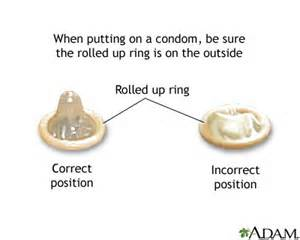 When putting on a condom, be sure
the rolled up ring is on the outside
Rolled up ring
Correct
position
Incorrect
position
ADAM.